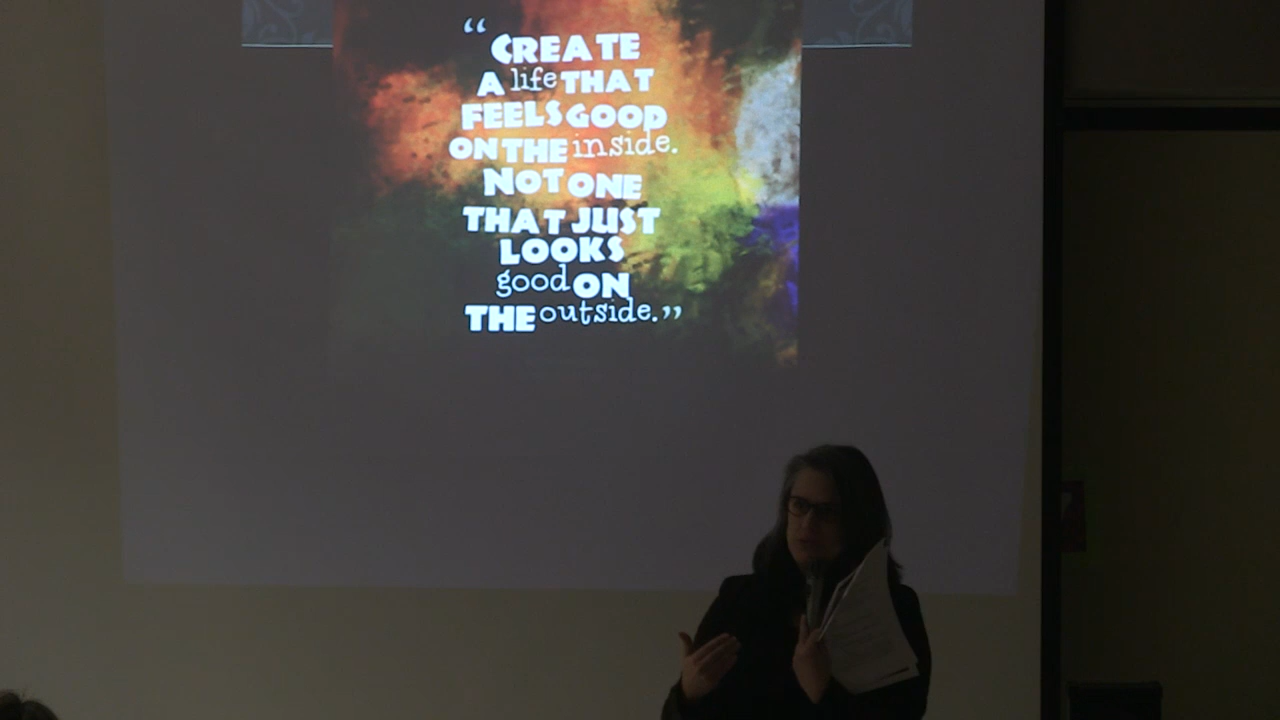 “CREATE
A life THAT
FEELS GOOD
ON THE inside.
NOT ONE
THAT JUST
LOOKS
good ON
THE outside.”